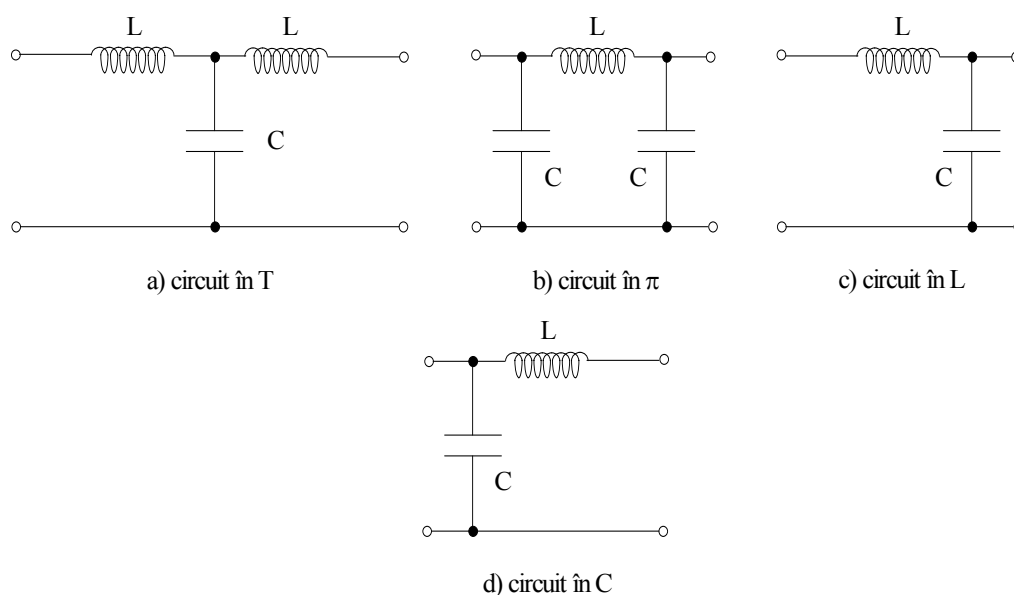 L L
C
a) circuit în T
L
C C
b) circuit în π
L
C
c) circuit în L
L
C
d) circuit în C